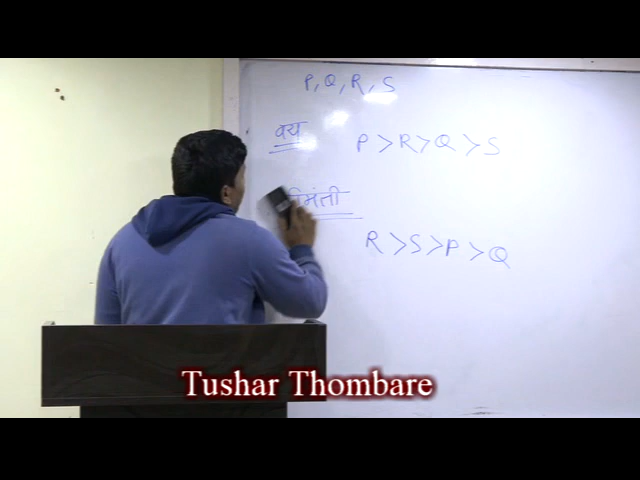 P, Q, R, S
वय
P > R > Q > S
R > S > P > Q
Tushar Thombare